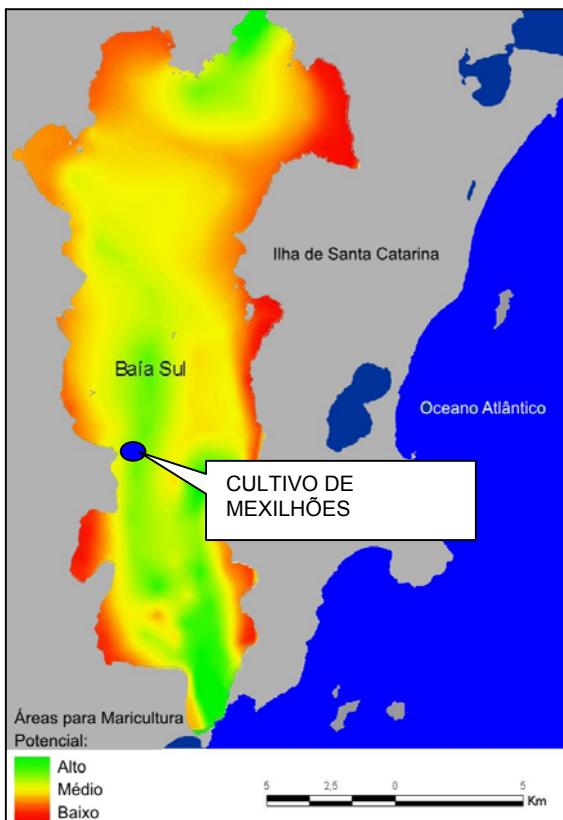 Ilha de Santa Catarina
Baía Sul
Oceano Atlântico
CULTIVO DE
MEXILHÕES
Áreas para Maricultura
Potencial:
Alto
Médio
Baixo
5 2,5 0 5
Km